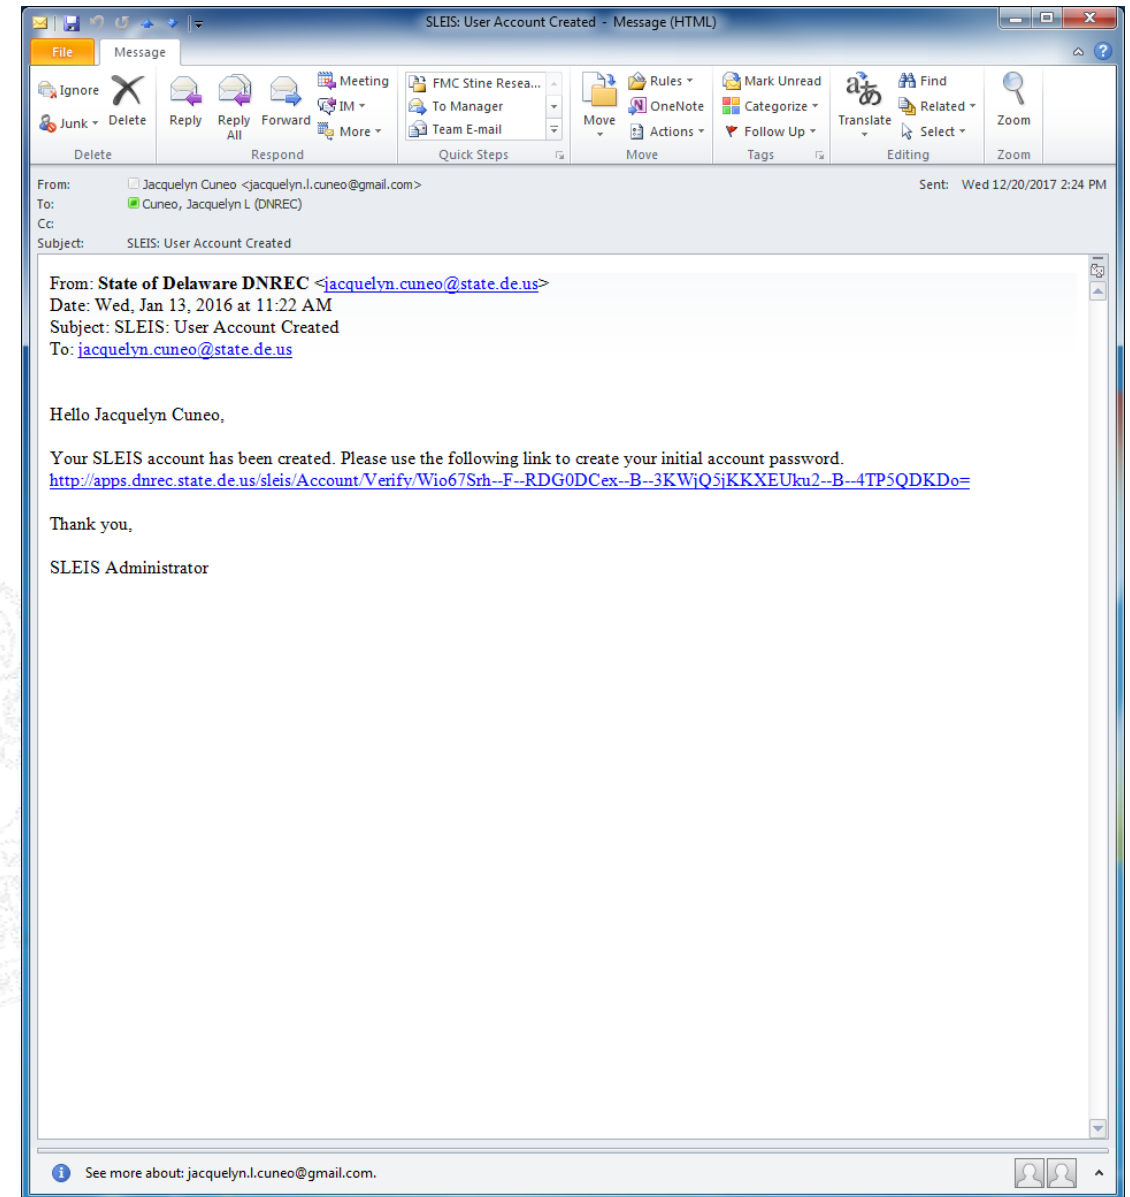 SLEIS: User Account Created - Message (HTML)
File Message
Ignore
Junk
Delete
Reply
Reply All
Forward
Meeting
IM
More
FMC Stine Resea...
To Manager
Team E-mail
Move
Rules
OneNote
Actions
Mark Unread
Categorize
Follow Up
Translate
Find
Related
Select
Zoom
Delete Respond Quick Steps Move Tags Editing Zoom
From: Jacquelyn Cuneo <jacquelyn.l.cuneo@gmail.com> Sent: Wed 12/20/2017 2:24 PM
To: Cuneo, Jacquelyn L (DNREC)
Cc:
Subject: SLEIS: User Account Created
From: State of Delaware DNREC <jacquelyn.cuneo@state.de.us>
Date: Wed, Jan 13, 2016 at 11:22 AM
Subject: SLEIS: User Account Created
To: jacquelyn.cuneo@state.de.us
Hello Jacquelyn Cuneo,
Your SLEIS account has been created. Please use the following link to create your initial account password.
http://apps.dnrec.state.de.us/sleis/Account/Verify/Wio67Srh--F--RDG0DCex--B--3KWjQ5jKKXEUku2--B--4TP5QDKDo=
Thank you,
SLEIS Administrator
See more about: jacquelyn.l.cuneo@gmail.com.